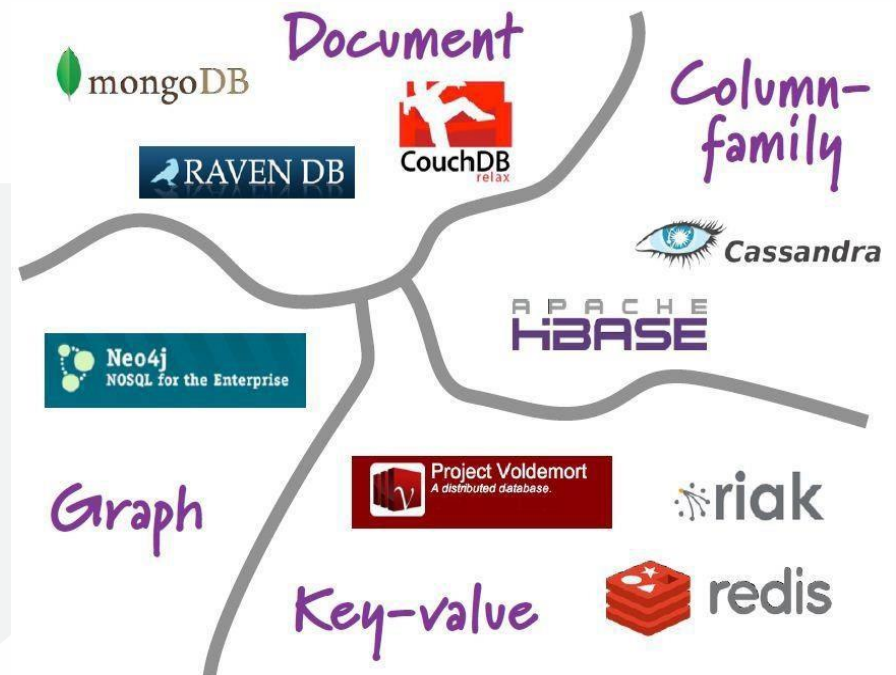 Document
mongoDB
CouchDB
relax
RAVEN DB
Column-
family
Cassandra
APACHE
HBASE
Neo4j
NOSQL for the Enterprise
Graph
Project Voldemort
A distributed database.
riak
redis
Key-value